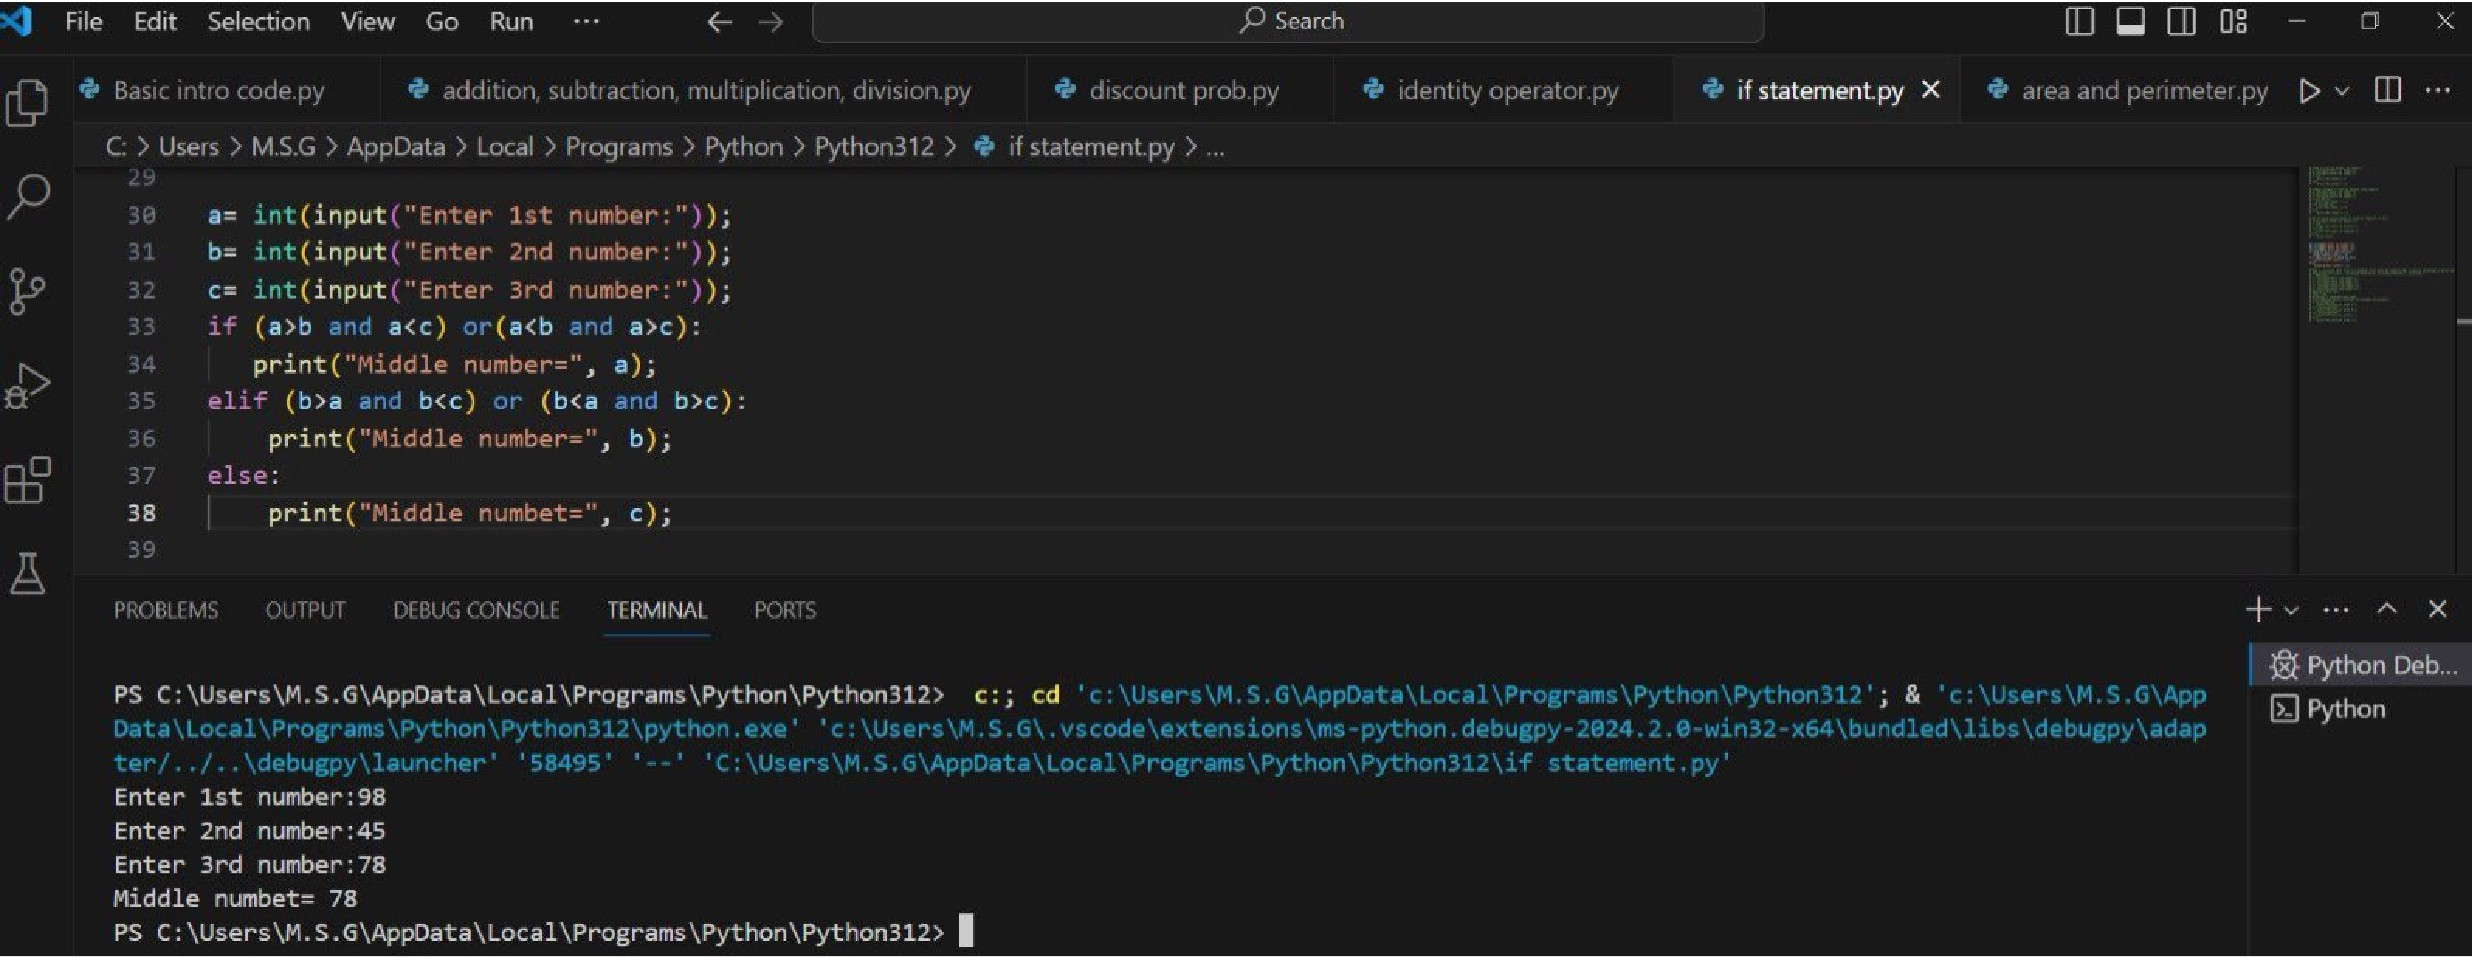 File Edit Selection View Go Run ··· Search
Basic intro code.py addition, subtraction, multiplication, division.py discount prob.py identity operator.py if statement.py area and perimeter.py
C: > Users > M.S.G > AppData > Local > Programs > Python > Python312 > if statement.py > ...
29
30 a= int(input("Enter 1st number:"));
31 b= int(input("Enter 2nd number:"));
32 c= int(input("Enter 3rd number:"));
33 if (a>b and a<c) or(a<b and a>c):
34 print("Middle number=", a);
35 elif (b>a and b<c) or (b<a and b>c):
36 print("Middle number=", b);
37 else:
38 print("Middle numbet=", c);
39
PROBLEMS OUTPUT DEBUG CONSOLE TERMINAL PORTS
Python Deb...
Python
PS C:\Users\M.S.G\AppData\Local\Programs\Python\Python312> c:; cd 'c:\Users\M.S.G\AppData\Local\Programs\Python\Python312'; & 'c:\Users\M.S.G\App
Data\Local\Programs\Python\Python312\python.exe' 'c:\Users\M.S.G\.vscode\extensions\ms-python.debugpy-2024.2.0-win32-x64\bundled\libs\debugpy\adap
ter/../..\debugpy\launcher' '58495' '--' 'C:\Users\M.S.G\AppData\Local\Programs\Python\Python312\if statement.py'
Enter 1st number:98
Enter 2nd number:45
Enter 3rd number:78
Middle numbet= 78
PS C:\Users\M.S.G\AppData\Local\Programs\Python\Python312>